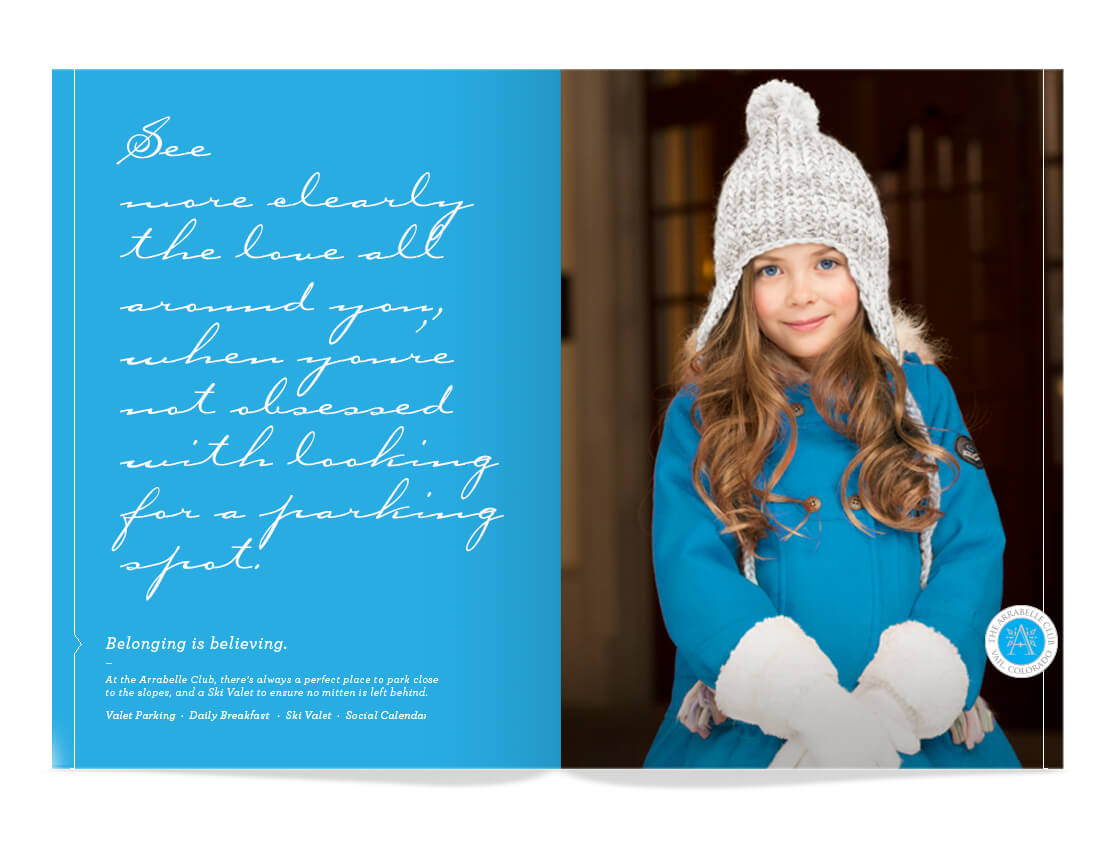 See
more clearly
the love all
around you,
when you're
not obsessed
with looking
for a parking
spot.
Belonging is believing.
–
At the Arrabelle Club, there's always a perfect place to park close
to the slopes, and a Ski Valet to ensure no mitten is left behind.
Valet Parking · Daily Breakfast · Ski Valet · Social Calendar
THE ARRABELLE CLUB
A
VAIL COLORADO